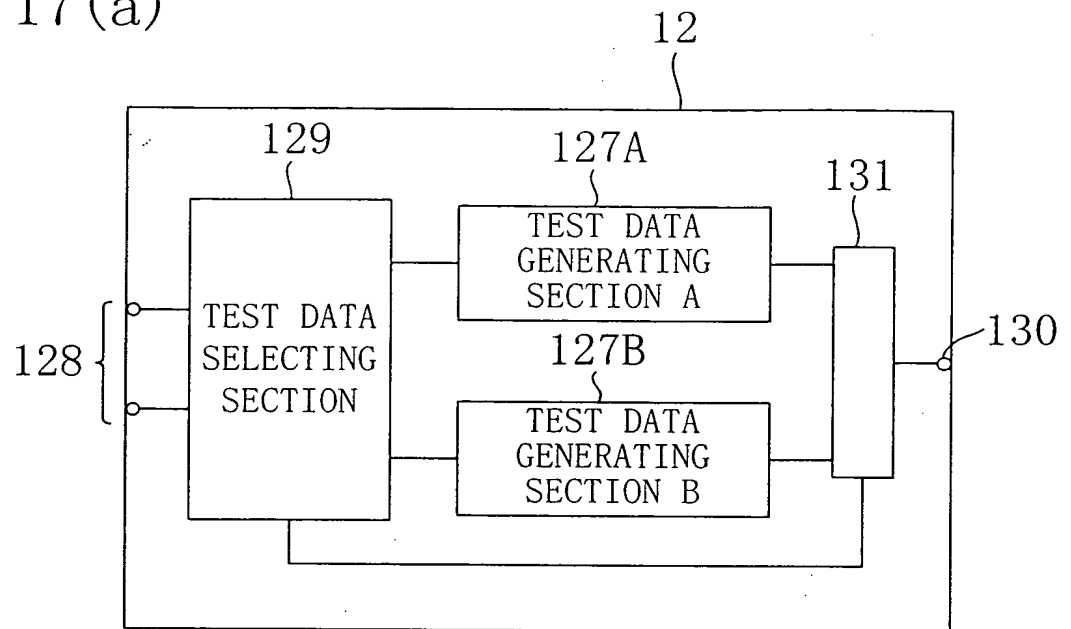 17(a)
12
129
127A
131
TEST DATA
GENERATING
SECTION A
TEST DATA
SELECTING
SECTION
128
130
127B
TEST DATA
GENERATING
SECTION B